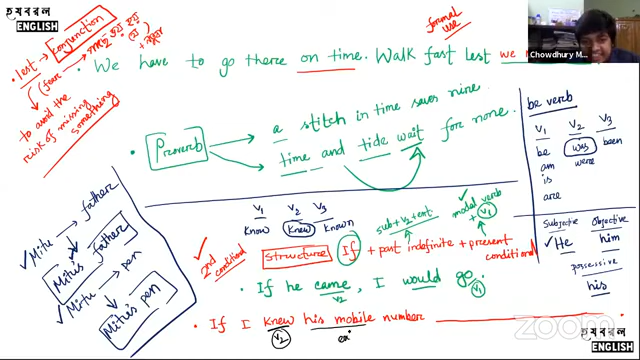 হযবরল
ENGLISH
formal use
Chowdhury M...
• lest → Conjunction
(fear
to avoid the
risk of missing
something
• We have to go there on time. Walk fast lest we
• Proverb → a stitch in time saves nine.
→ time and tide wait for none.
be verb
V1 V2 V3
be was been
am were
is
are
Subjective Objective
✓He him
possessive
his
✓Mitu → father
Mitu's father
✓Mitu → pen
Mitu's pen
V1 V2 V3
know knew known
sub + V2 + ext
modal verb + V1
2nd conditional
Structure If + past indefinite + present conditional
• If he came, I would go.
V2 V1
• If I knew his mobile number
V2 ext
zoom
হযবরল
ENGLISH